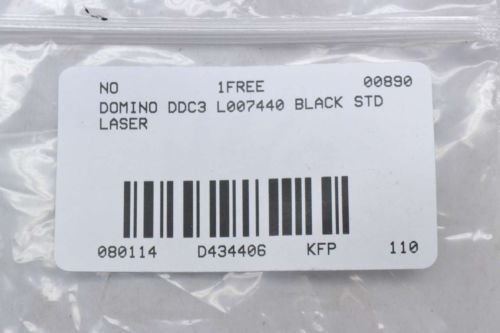 NO 1FREE 00890
DOMINO DDC3 L007440 BLACK STD
LASER
080114 D434406 KFP 110